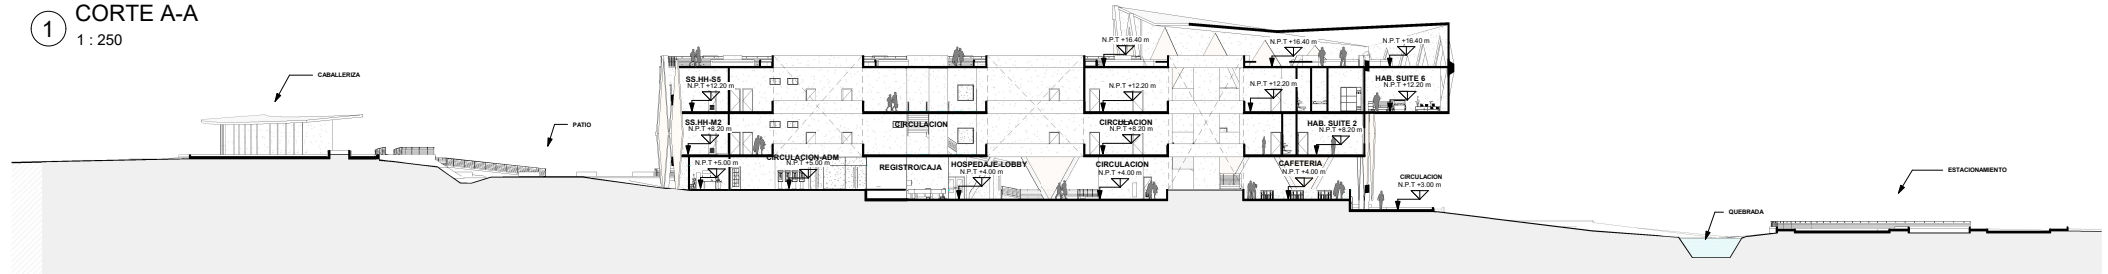 1
CORTE A-A
1 : 250
CABALLERIZA
PATIO
SS.HH-S5
N.P.T +12.20 m
SS.HH-M2
N.P.T +8.20 m
N.P.T +5.00 m
CIRCULACION-ADM
N.P.T +5.00 m
CIRCULACION
REGISTRO/CAJA
HOSPEDAJE-LOBBY
N.P.T +4.00 m
N.P.T +16.40 m
N.P.T +12.20 m
CIRCULACION
N.P.T +8.20 m
CIRCULACION
N.P.T +4.00 m
N.P.T +16.40 m
N.P.T +16.40 m
N.P.T +12.20 m
HAB. SUITE 6
N.P.T +12.20 m
HAB. SUITE 2
N.P.T +8.20 m
CAFETERIA
N.P.T +4.00 m
CIRCULACION
N.P.T +3.00 m
QUEBRADA
ESTACIONAMIENTO